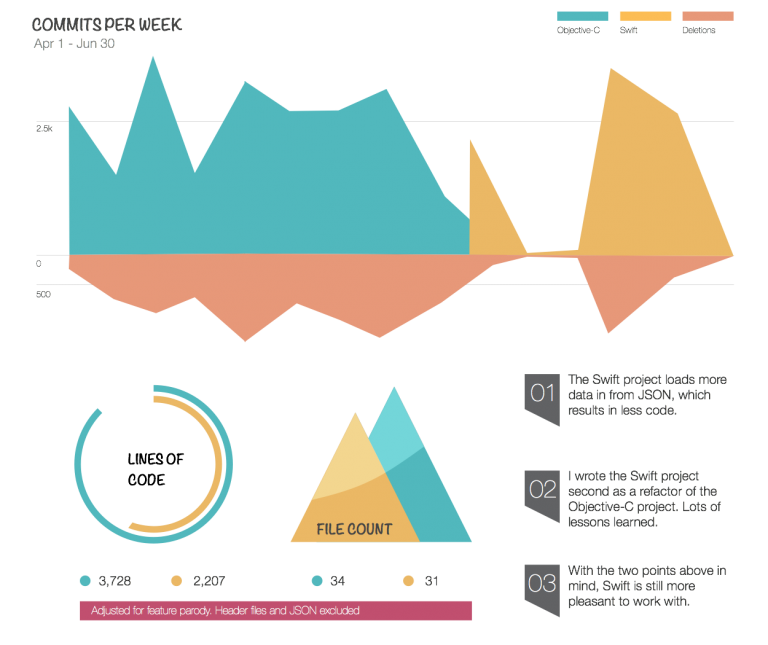 COMMITS PER WEEK
Apr 1 - Jun 30
Objective-C
Swift
Deletions
2.5k
0
500
LINES OF
CODE
3,728
2,207
FILE COUNT
34
31
Adjusted for feature parody. Header files and JSON excluded
01
The Swift project loads more
data in from JSON, which
results in less code.
02
I wrote the Swift project
second as a refactor of the
Objective-C project. Lots of
lessons learned.
03
With the two points above in
mind, Swift is still more
pleasant to work with.